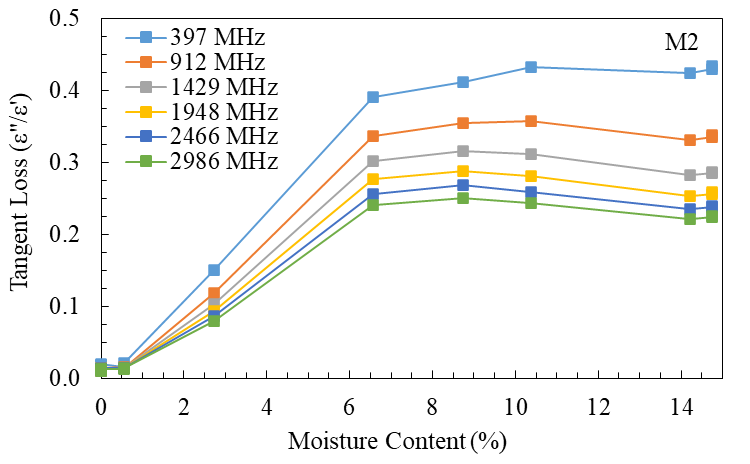 0.5
M2
397 MHz
912 MHz
0.4
1429 MHz
1948 MHz
2466 MHz
0.3
2986 MHz
0.2
0.1
0.0
Tangent Loss (ε"/ε')
0 2 4 6 8 10 12 14
Moisture Content (%)